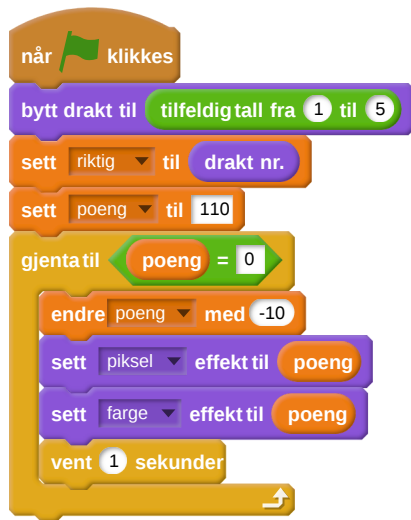 når klikkes
bytt drakt til tilfeldig tall fra 1 til 5
sett riktig til drakt nr.
sett poeng til 110
gjenta til poeng = 0
endre poeng med -10
sett piksel effekt til poeng
sett farge effekt til poeng
vent 1 sekunder